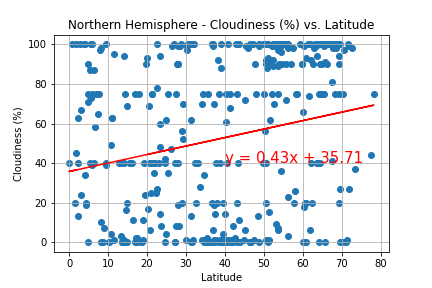 Northern Hemisphere - Cloudiness (%) vs. Latitude
100
80
60
40
20
0
Cloudiness (%)
y = 0.43x + 35.71
0 10 20 30 40 50 60 70 80
Latitude